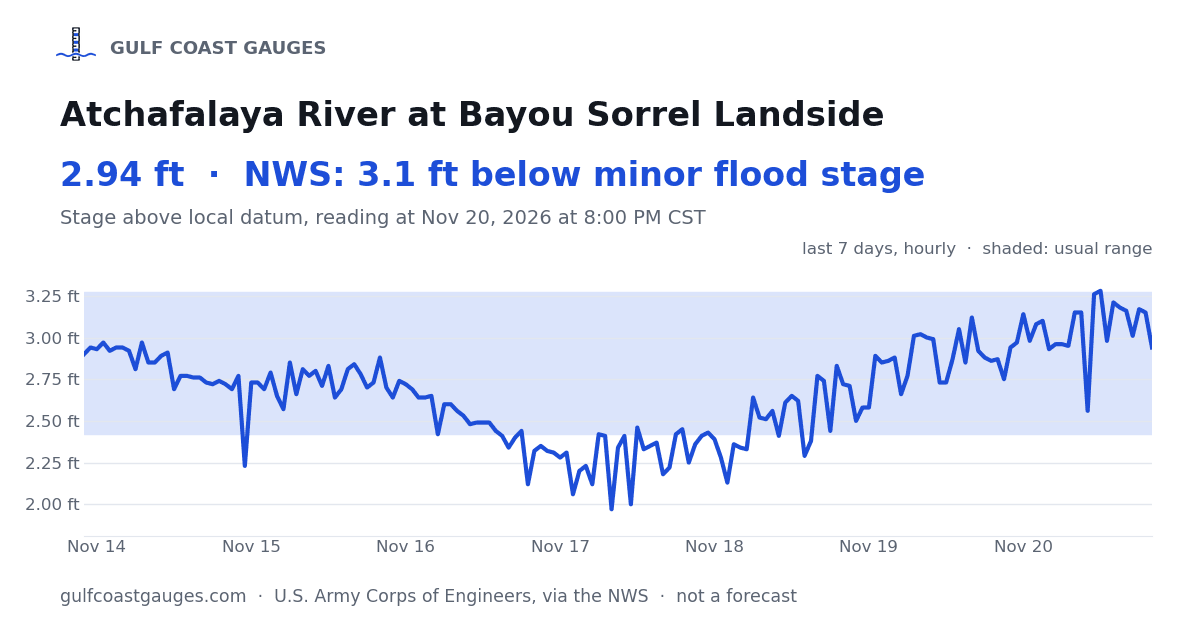 GULF COAST GAUGES
Atchafalaya River at Bayou Sorrel Landside
2.94 ft · NWS: 3.1 ft below minor flood stage
Stage above local datum, reading at Nov 20, 2026 at 8:00 PM CST
last 7 days, hourly · shaded: usual range
3.25 ft
3.00 ft
2.75 ft
2.50 ft
2.25 ft
2.00 ft
Nov 14 Nov 15 Nov 16 Nov 17 Nov 18 Nov 19 Nov 20
gulfcoastgauges.com · U.S. Army Corps of Engineers, via the NWS · not a forecast